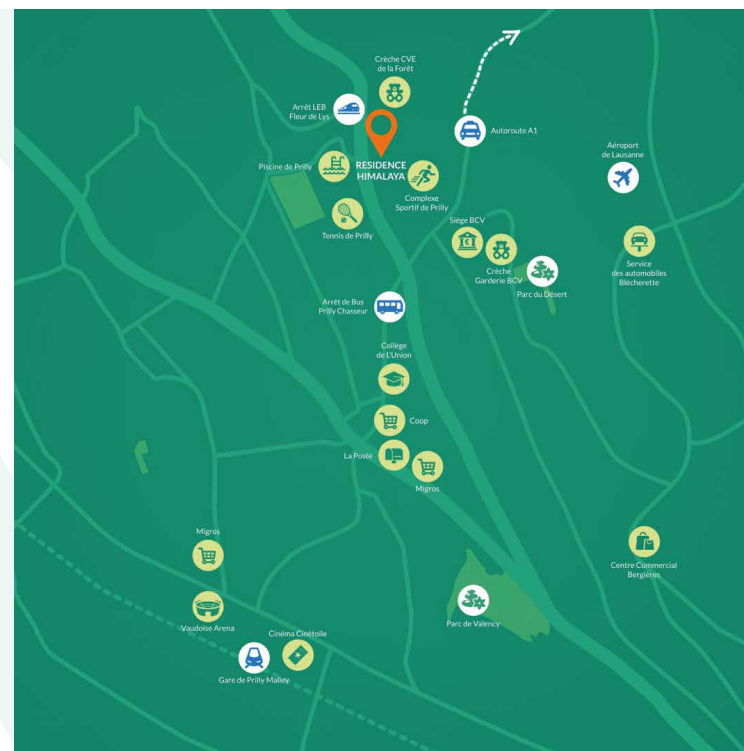 Crèche CVE
de la Forêt
Arrêt LEB
Fleur de Lys
Autoroute A1
RESIDENCE
HIMALAYA
Piscine de Prilly
Complexe
Sportif de Prilly
Aéroport
de Lausanne
Tennis de Prilly
Siège BCV
Crèche
Garderie BCV
Parc du Désert
Service
des automobiles
Blécherette
Arrêt de Bus
Prilly Chasseur
Collège
de L'Union
Coop
La Poste
Migros
Migros
Centre Commercial
Bergières
Vaudoise Arena
Parc de Valency
Cinéma Cinétoile
Gare de Prilly Malley